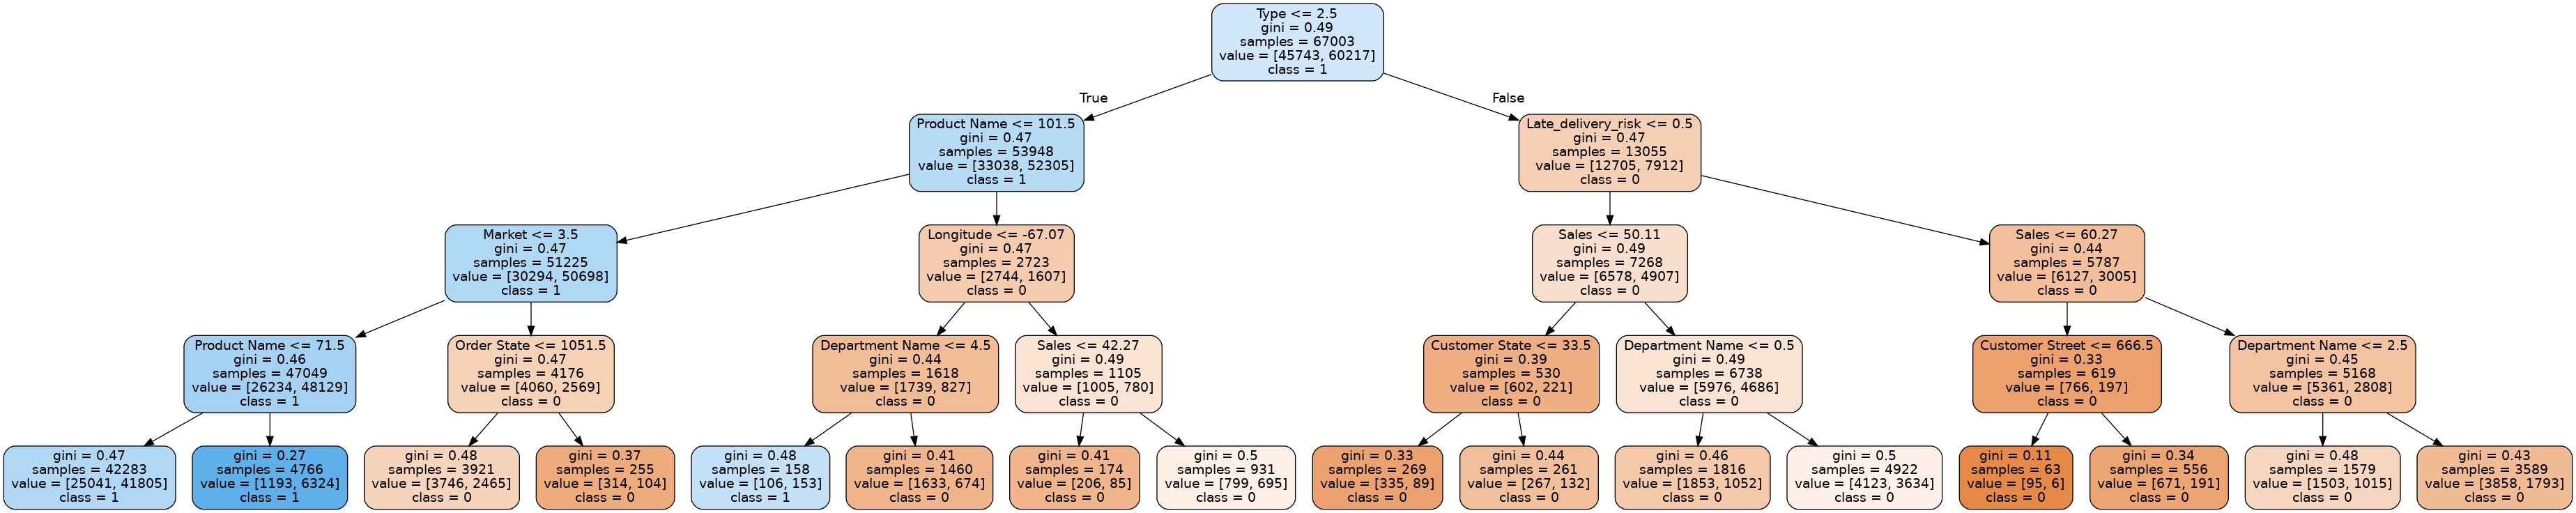 Type <= 2.5
gini = 0.49
samples = 67003
value = [45743, 60217]
class = 1
True
False
Product Name <= 101.5
gini = 0.47
samples = 53948
value = [33038, 52305]
class = 1
Late_delivery_risk <= 0.5
gini = 0.47
samples = 13055
value = [12705, 7912]
class = 0
Market <= 3.5
gini = 0.47
samples = 51225
value = [30294, 50698]
class = 1
Longitude <= -67.07
gini = 0.47
samples = 2723
value = [2744, 1607]
class = 0
Sales <= 50.11
gini = 0.49
samples = 7268
value = [6578, 4907]
class = 0
Sales <= 60.27
gini = 0.44
samples = 5787
value = [6127, 3005]
class = 0
Product Name <= 71.5
gini = 0.46
samples = 47049
value = [26234, 48129]
class = 1
Order State <= 1051.5
gini = 0.47
samples = 4176
value = [4060, 2569]
class = 0
Department Name <= 4.5
gini = 0.44
samples = 1618
value = [1739, 827]
class = 0
Sales <= 42.27
gini = 0.49
samples = 1105
value = [1005, 780]
class = 0
Customer State <= 33.5
gini = 0.39
samples = 530
value = [602, 221]
class = 0
Department Name <= 0.5
gini = 0.49
samples = 6738
value = [5976, 4686]
class = 0
Customer Street <= 666.5
gini = 0.33
samples = 619
value = [766, 197]
class = 0
Department Name <= 2.5
gini = 0.45
samples = 5168
value = [5361, 2808]
class = 0
gini = 0.47
samples = 42283
value = [25041, 41805]
class = 1
gini = 0.27
samples = 4766
value = [1193, 6324]
class = 1
gini = 0.48
samples = 3921
value = [3746, 2465]
class = 0
gini = 0.37
samples = 255
value = [314, 104]
class = 0
gini = 0.48
samples = 158
value = [106, 153]
class = 1
gini = 0.41
samples = 1460
value = [1633, 674]
class = 0
gini = 0.41
samples = 174
value = [206, 85]
class = 0
gini = 0.5
samples = 931
value = [799, 695]
class = 0
gini = 0.33
samples = 269
value = [335, 89]
class = 0
gini = 0.44
samples = 261
value = [267, 132]
class = 0
gini = 0.46
samples = 1816
value = [1853, 1052]
class = 0
gini = 0.5
samples = 4922
value = [4123, 3634]
class = 0
gini = 0.11
samples = 63
value = [95, 6]
class = 0
gini = 0.34
samples = 556
value = [671, 191]
class = 0
gini = 0.48
samples = 1579
value = [1503, 1015]
class = 0
gini = 0.43
samples = 3589
value = [3858, 1793]
class = 0